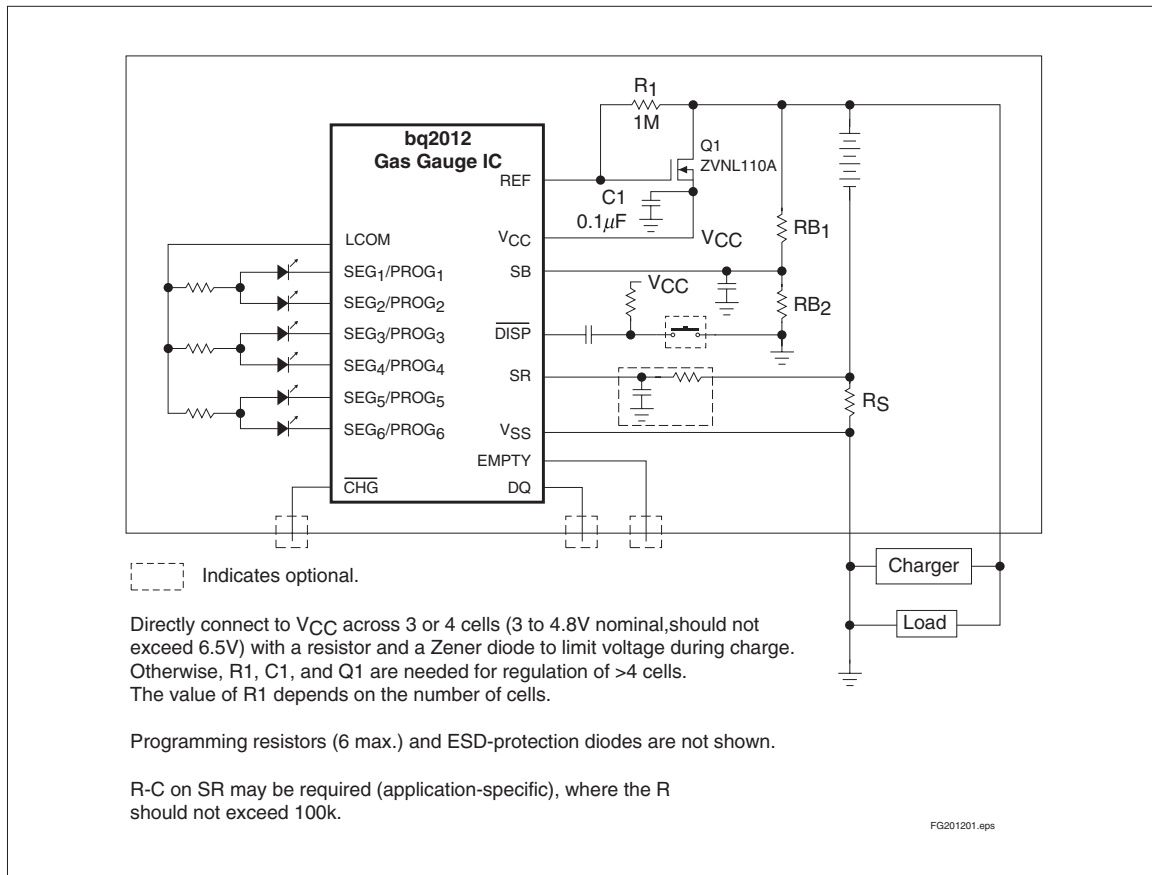 bq2012
Gas Gauge IC
R1
1M
Q1
ZVNL110A
REF
C1
0.1μF
VCC
VCC
LCOM
SB
RB1
SEG1/PROG1
VCC
SEG2/PROG2
RB2
SEG3/PROG3
DISP
SEG4/PROG4
SR
SEG5/PROG5
RS
SEG6/PROG6
VSS
EMPTY
CHG
DQ
Indicates optional.
Charger
Load
Directly connect to VCC across 3 or 4 cells (3 to 4.8V nominal,should not
exceed 6.5V) with a resistor and a Zener diode to limit voltage during charge.
Otherwise, R1, C1, and Q1 are needed for regulation of >4 cells.
The value of R1 depends on the number of cells.
Programming resistors (6 max.) and ESD-protection diodes are not shown.
R-C on SR may be required (application-specific), where the R
should not exceed 100k.
FG201201.eps